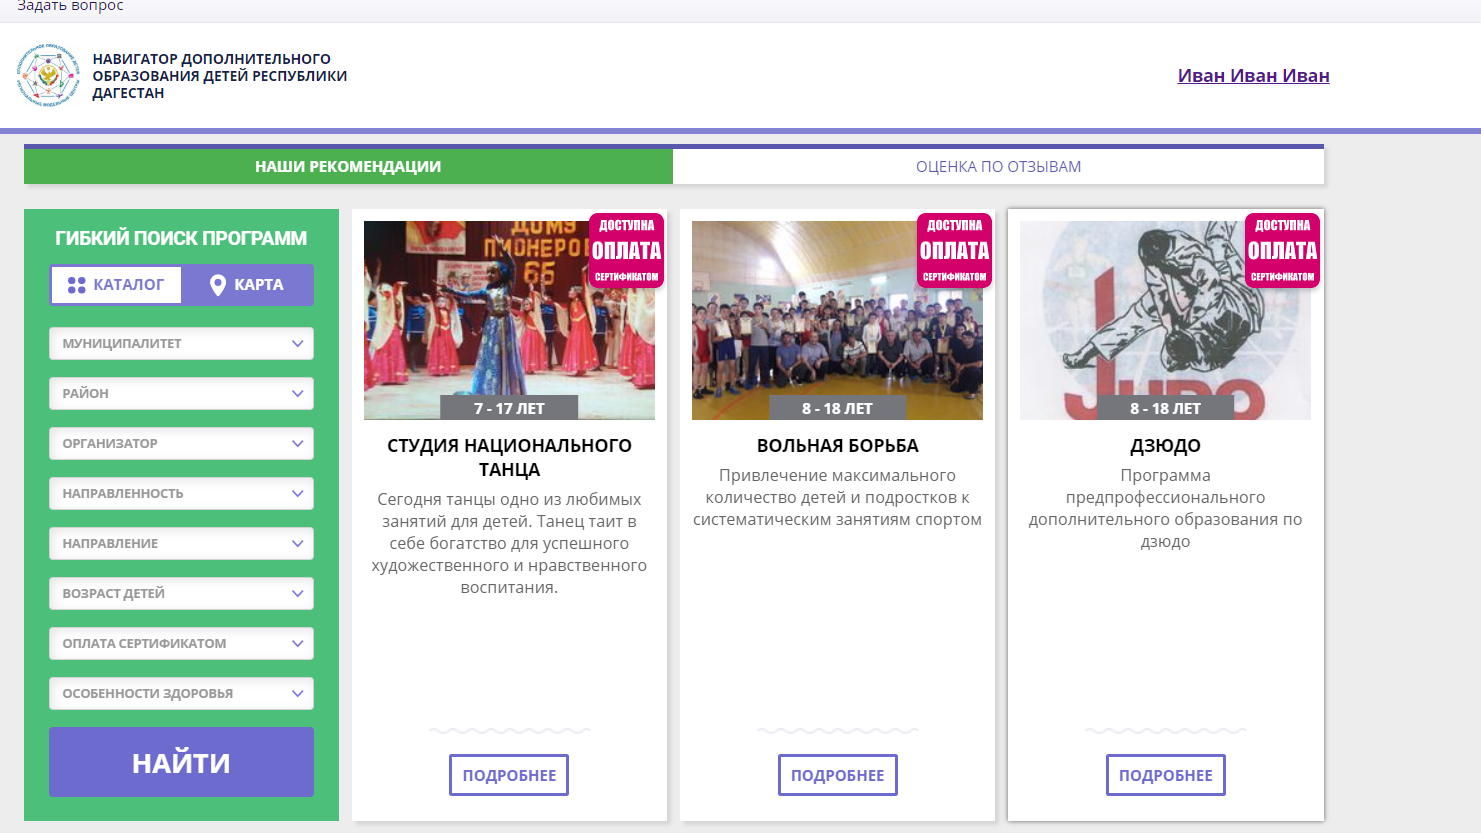 Задать вопрос
НАВИГАТОР ДОПОЛНИТЕЛЬНОГО
ОБРАЗОВАНИЯ ДЕТЕЙ РЕСПУБЛИКИ
ДАГЕСТАН
Иван Иван Иван
НАШИ РЕКОМЕНДАЦИИ
ОЦЕНКА ПО ОТЗЫВАМ
ГИБКИЙ ПОИСК ПРОГРАММ
КАТАЛОГ
КАРТА
МУНИЦИПАЛИТЕТ
РАЙОН
ОРГАНИЗАТОР
НАПРАВЛЕННОСТЬ
НАПРАВЛЕНИЕ
ВОЗРАСТ ДЕТЕЙ
ОПЛАТА СЕРТИФИКАТОМ
ОСОБЕННОСТИ ЗДОРОВЬЯ
НАЙТИ
ДОМУ
ПИОНЕРОВ
65
ДОСТУПНА
ОПЛАТА
СЕРТИФИКАТОМ
7 - 17 ЛЕТ
СТУДИЯ НАЦИОНАЛЬНОГО
ТАНЦА
Сегодня танцы одно из любимых
занятий для детей. Танец таит в
себе богатство для успешного
художественного и нравственного
воспитания.
ПОДРОБНЕЕ
ДОСТУПНА
ОПЛАТА
СЕРТИФИКАТОМ
8 - 18 ЛЕТ
ВОЛЬНАЯ БОРЬБА
Привлечение максимального
количество детей и подростков к
систематическим занятиям спортом
ПОДРОБНЕЕ
ДОСТУПНА
ОПЛАТА
СЕРТИФИКАТОМ
JUDO
8 - 18 ЛЕТ
ДЗЮДО
Программа
предпрофессионального
дополнительного образования по
дзюдо
ПОДРОБНЕЕ